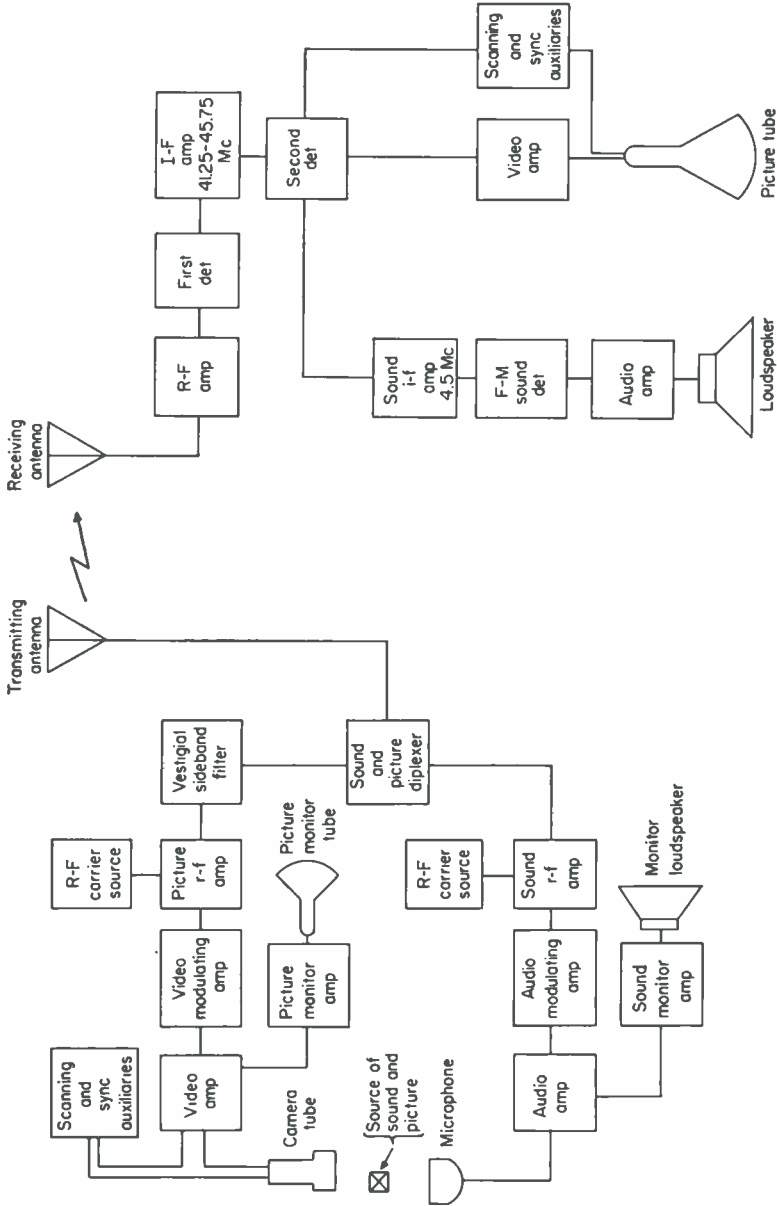 Scanning
and
sync
auxiliaries
Video
amp
Camera
tube
Source of
sound and
picture
Microphone
Audio
amp
R-F
carrier
source
Video
modulating
amp
Picture
r-f
amp
Vestigial
sideband
filter
Picture
monitor
amp
Picture
monitor tube
Sound
and
picture
diplexer
R-F
carrier
source
Audio
modulating
amp
Sound
r-f
amp
Sound
monitor
amp
Monitor
loudspeaker
Transmitting
antenna
Receiving
antenna
R-F
amp
First
det
I-F
amp
41.25-45.75
Mc
Second
det
Sound
i-f
amp
4.5 Mc
F-M
sound
det
Audio
amp
Loudspeaker
Video
amp
Scanning
and
sync
auxiliaries
Picture tube